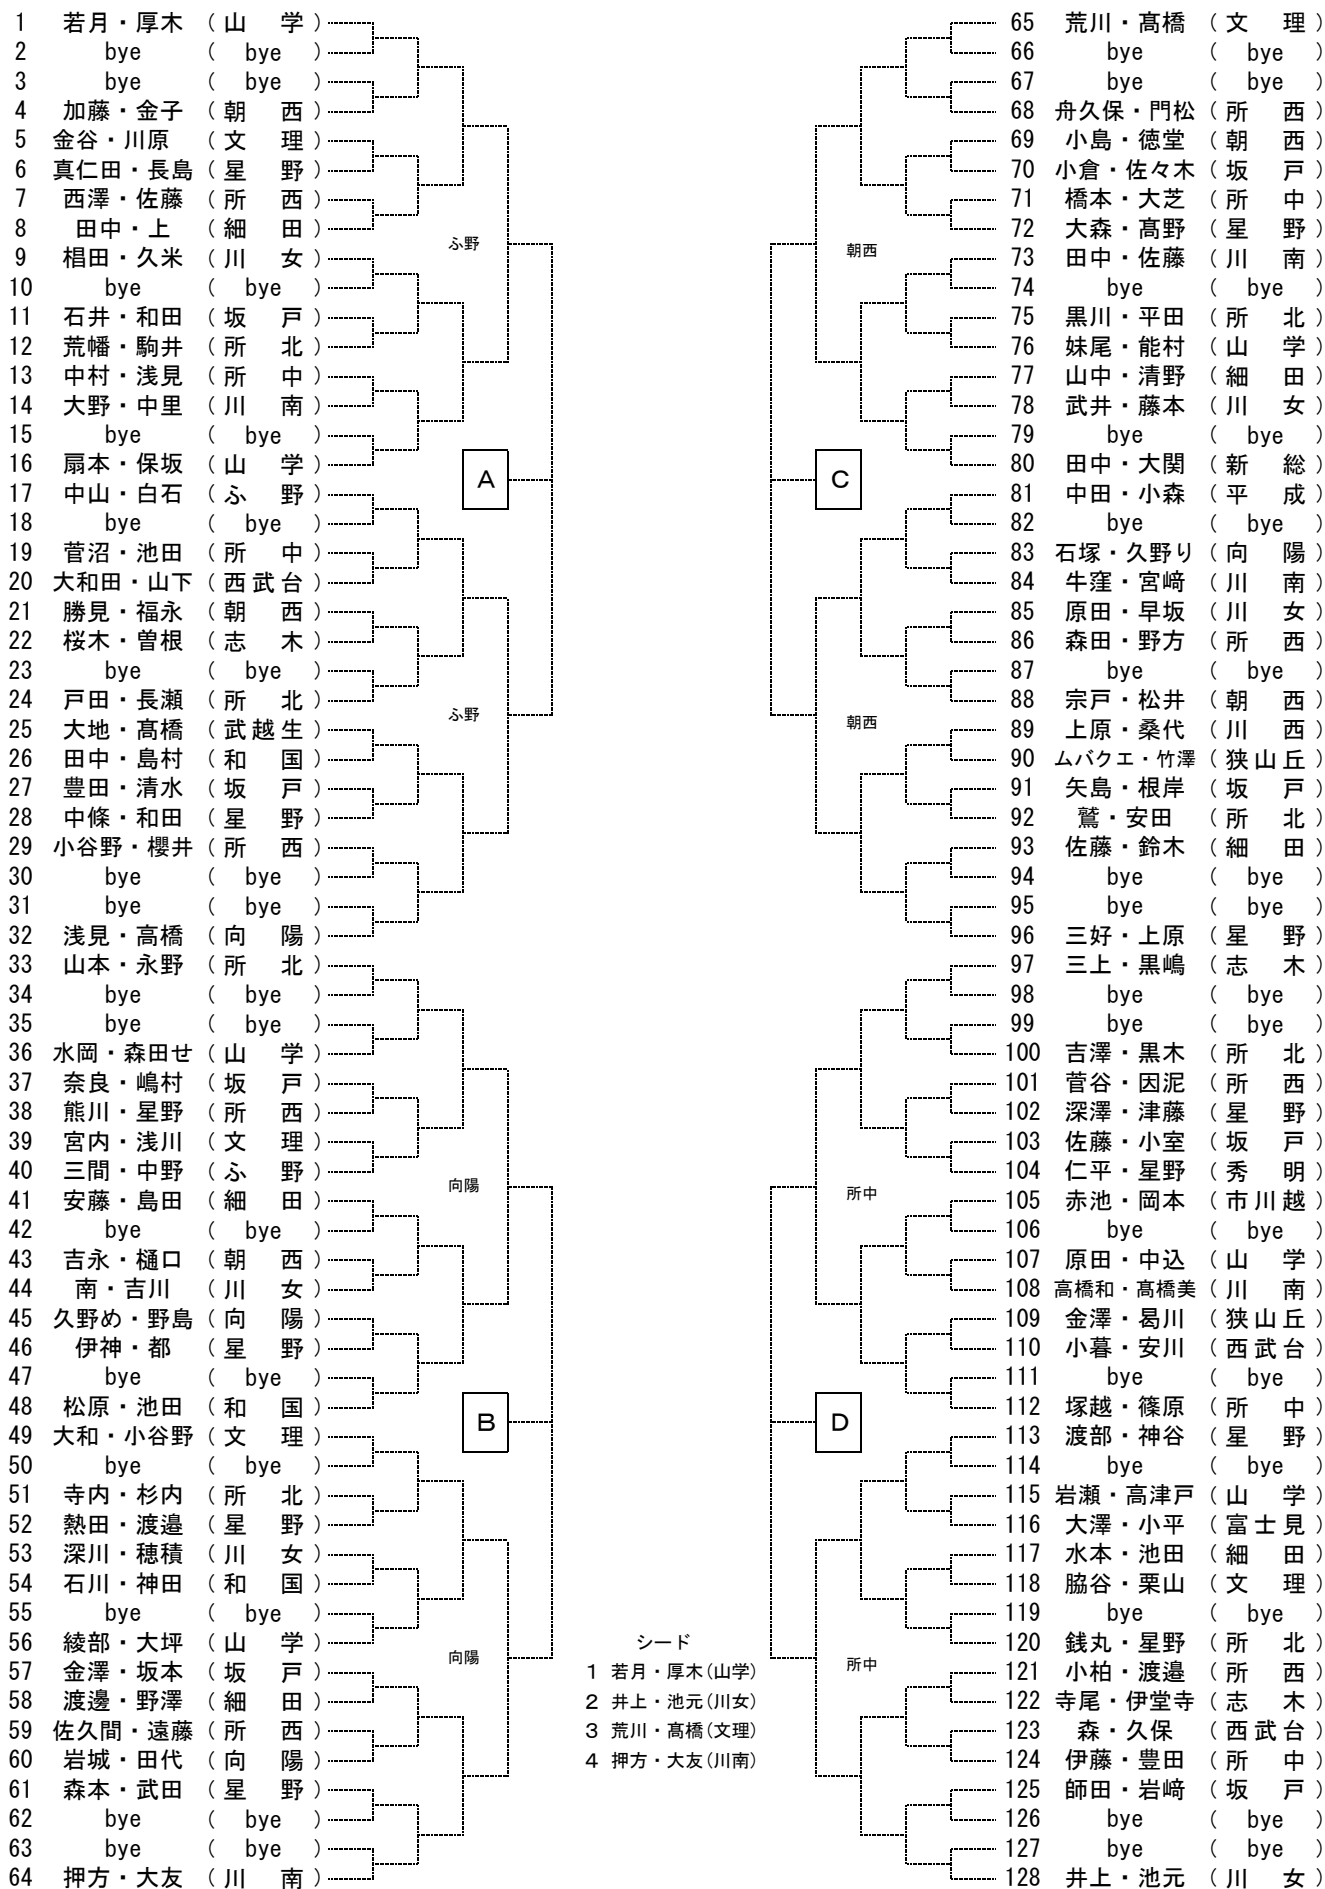 1 若月・厚木 (山 学)
2 bye ( bye )
3 bye ( bye )
4 加藤・金子 (朝 西)
5 金谷・川原 (文 理)
6 真仁田・長島 (星 野)
7 西澤・佐藤 (所 西)
8 田中・上 (細 田)
9 椙田・久米 (川 女)
10 bye ( bye )
11 石井・和田 (坂 戸)
12 荒幡・駒井 (所 北)
13 中村・浅見 (所 中)
14 大野・中里 (川 南)
15 bye ( bye )
16 扇本・保坂 (山 学)
17 中山・白石 (ふ 野)
18 bye ( bye )
19 菅沼・池田 (所 中)
20 大和田・山下 (西武台)
21 勝見・福永 (朝 西)
22 桜木・曽根 (志 木)
23 bye ( bye )
24 戸田・長瀬 (所 北)
25 大地・髙橋 (武越生)
26 田中・島村 (和 国)
27 豊田・清水 (坂 戸)
28 中條・和田 (星 野)
29 小谷野・櫻井 (所 西)
30 bye ( bye )
31 bye ( bye )
32 浅見・高橋 (向 陽)
33 山本・永野 (所 北)
34 bye ( bye )
35 bye ( bye )
36 水岡・森田せ (山 学)
37 奈良・嶋村 (坂 戸)
38 熊川・星野 (所 西)
39 宮内・浅川 (文 理)
40 三間・中野 (ふ 野)
41 安藤・島田 (細 田)
42 bye ( bye )
43 吉永・樋口 (朝 西)
44 南・吉川 (川 女)
45 久野め・野島 (向 陽)
46 伊神・都 (星 野)
47 bye ( bye )
48 松原・池田 (和 国)
49 大和・小谷野 (文 理)
50 bye ( bye )
51 寺内・杉内 (所 北)
52 熱田・渡邉 (星 野)
53 深川・穂積 (川 女)
54 石川・神田 (和 国)
55 bye ( bye )
56 綾部・大坪 (山 学)
57 金澤・坂本 (坂 戸)
58 渡邊・野澤 (細 田)
59 佐久間・遠藤 (所 西)
60 岩城・田代 (向 陽)
61 森本・武田 (星 野)
62 bye ( bye )
63 bye ( bye )
64 押方・大友 (川 南)
ふ野
A
ふ野
向陽
B
向陽
シード
1 若月・厚木(山学)
2 井上・池元(川女)
3 荒川・髙橋(文理)
4 押方・大友(川南)
朝西
C
朝西
所中
D
所中
65 荒川・髙橋 (文 理)
66 bye ( bye )
67 bye ( bye )
68 舟久保・門松 (所 西)
69 小島・徳堂 (朝 西)
70 小倉・佐々木 (坂 戸)
71 橋本・大芝 (所 中)
72 大森・髙野 (星 野)
73 田中・佐藤 (川 南)
74 bye ( bye )
75 黒川・平田 (所 北)
76 妹尾・能村 (山 学)
77 山中・清野 (細 田)
78 武井・藤本 (川 女)
79 bye ( bye )
80 田中・大関 (新 総)
81 中田・小森 (平 成)
82 bye ( bye )
83 石塚・久野り (向 陽)
84 牛窪・宮﨑 (川 南)
85 原田・早坂 (川 女)
86 森田・野方 (所 西)
87 bye ( bye )
88 宗戸・松井 (朝 西)
89 上原・桑代 (川 西)
90 ムバクエ・竹澤 (狭山丘)
91 矢島・根岸 (坂 戸)
92 鷲・安田 (所 北)
93 佐藤・鈴木 (細 田)
94 bye ( bye )
95 bye ( bye )
96 三好・上原 (星 野)
97 三上・黒嶋 (志 木)
98 bye ( bye )
99 bye ( bye )
100 吉澤・黒木 (所 北)
101 菅谷・因泥 (所 西)
102 深澤・津藤 (星 野)
103 佐藤・小室 (坂 戸)
104 仁平・星野 (秀 明)
105 赤池・岡本 (市川越)
106 bye ( bye )
107 原田・中込 (山 学)
108 高橋和・髙橋美 (川 南)
109 金澤・曷川 (狭山丘)
110 小暮・安川 (西武台)
111 bye ( bye )
112 塚越・篠原 (所 中)
113 渡部・神谷 (星 野)
114 bye ( bye )
115 岩瀬・高津戸 (山 学)
116 大澤・小平 (富士見)
117 水本・池田 (細 田)
118 脇谷・栗山 (文 理)
119 bye ( bye )
120 銭丸・星野 (所 北)
121 小柏・渡邉 (所 西)
122 寺尾・伊堂寺 (志 木)
123 森・久保 (西武台)
124 伊藤・豊田 (所 中)
125 師田・岩﨑 (坂 戸)
126 bye ( bye )
127 bye ( bye )
128 井上・池元 (川 女)